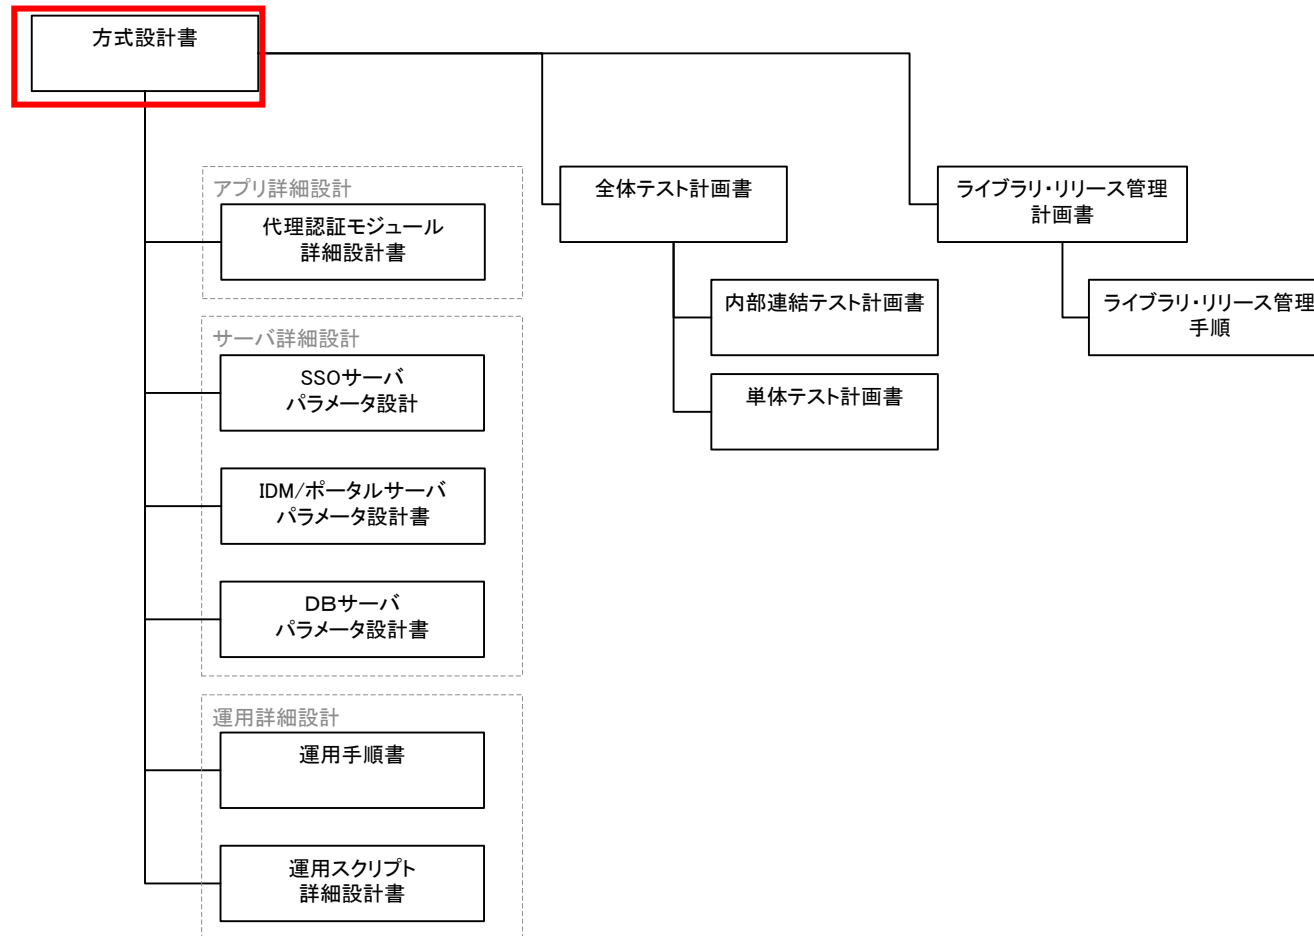 方式設計書
アプリ詳細設計
代理認証モジュール
詳細設計書
サーバ詳細設計
SSOサーバ
パラメータ設計
IDM/ポータルサーバ
パラメータ設計書
DBサーバ
パラメータ設計書
運用詳細設計
運用手順書
運用スクリプト
詳細設計書
全体テスト計画書
内部連結テスト計画書
単体テスト計画書
ライブラリ・リリース管理
計画書
ライブラリ・リリース管理
手順